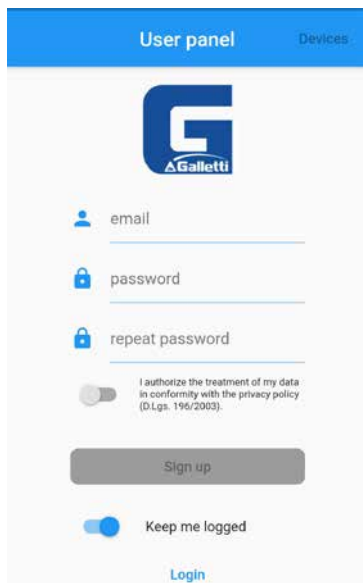 User panel
Devices
Galletti
email
password
repeat password
I authorize the treatment of my data
in conformity with the privacy policy
(D.Lgs. 196/2003).
Sign up
Keep me logged
Login